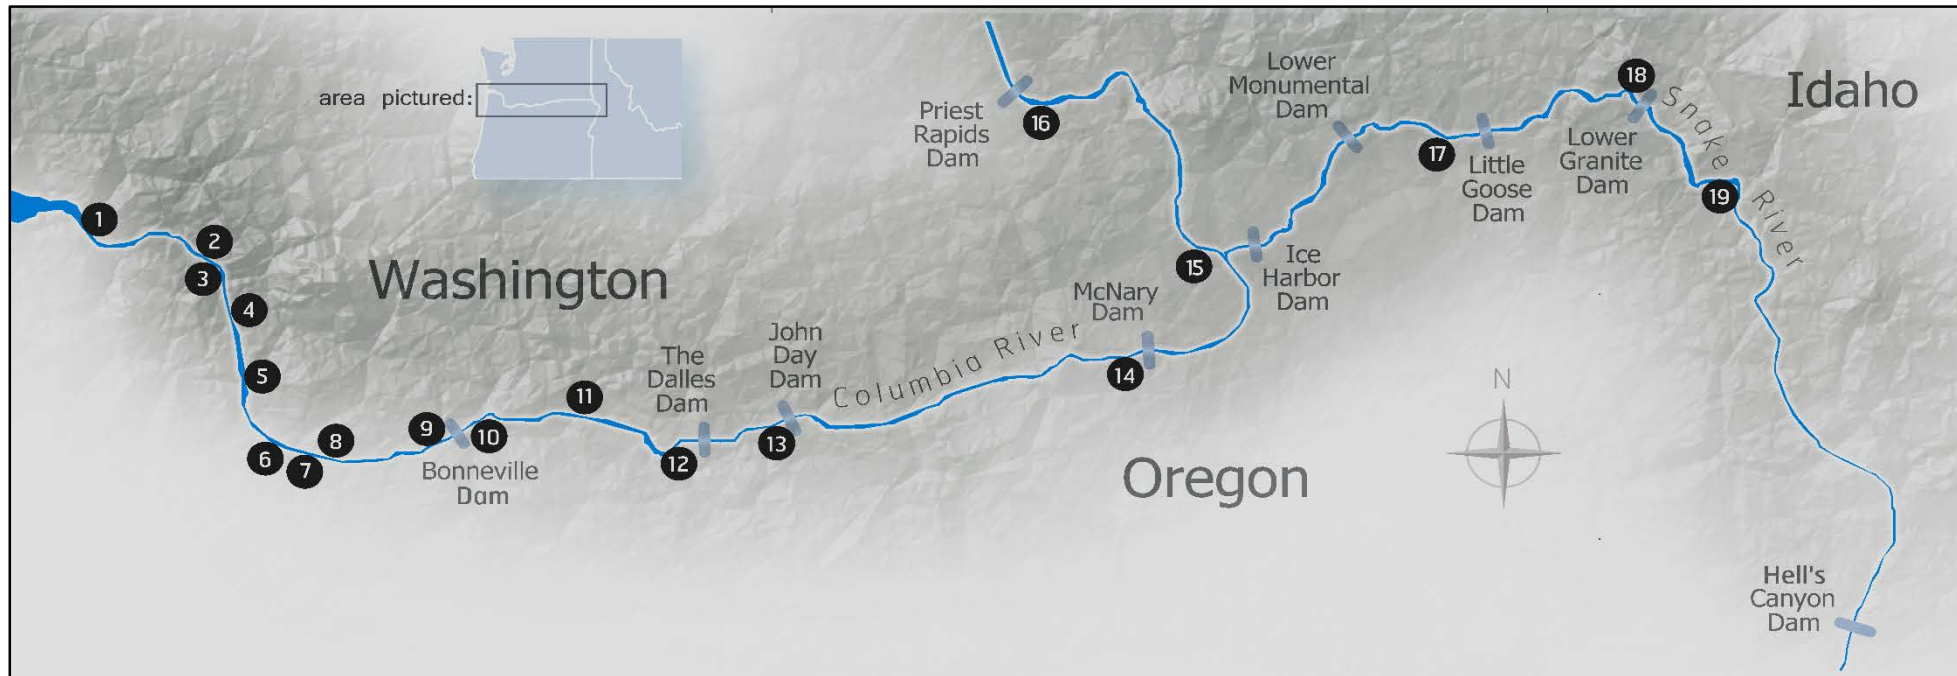 area pictured:
Washington
Oregon
Idaho
1
2
3
4
5
6
7
8
9
Bonneville
Dam
10
11
The
Dalles
Dam
12
John
Day
Dam
13
Columbia River
McNary
Dam
14
15
Priest
Rapids
Dam
16
Ice
Harbor
Dam
Lower
Monumental
Dam
17
Little
Goose
Dam
Lower
Granite
Dam
18
Snake River
19
Hell's
Canyon
Dam
N